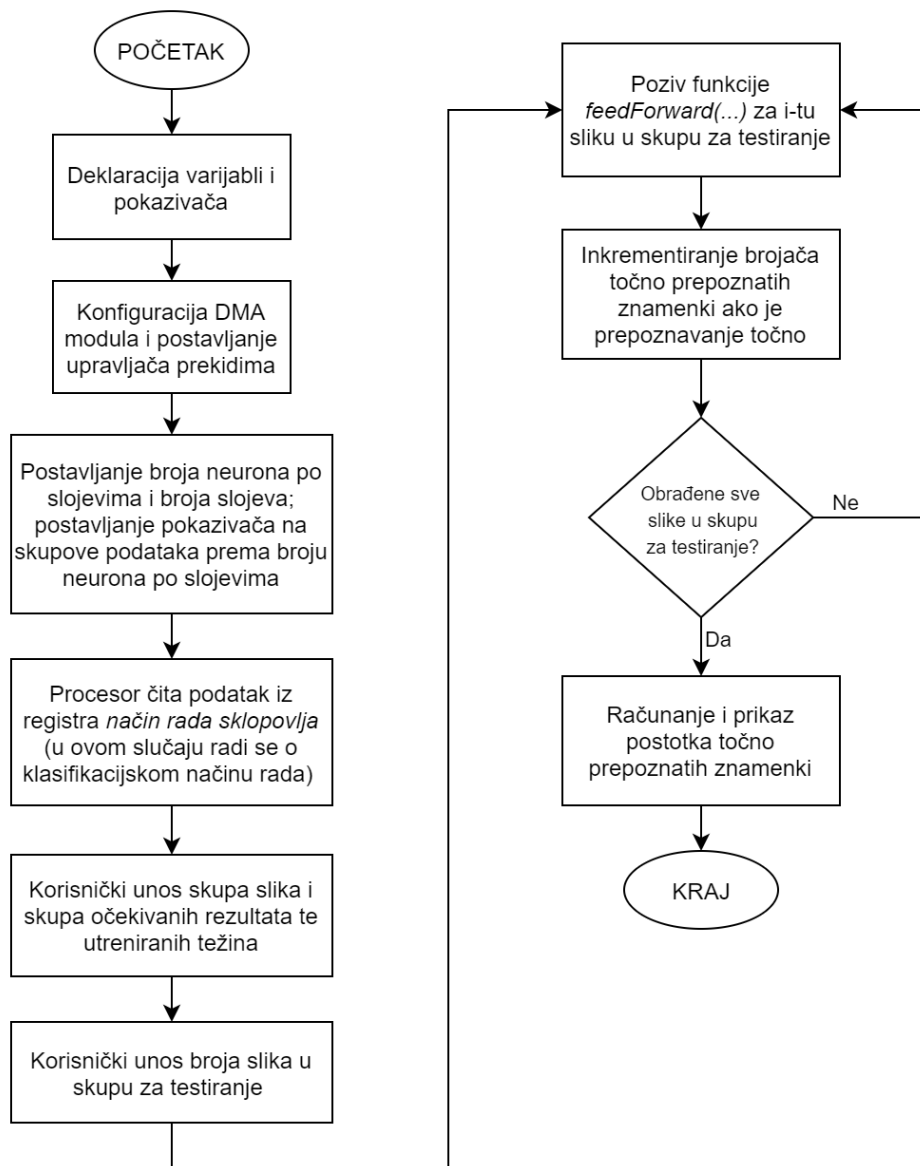 POČETAK
Deklaracija varijabli i
pokazivača
Konfiguracija DMA
modula i postavljanje
upravljača prekidima
Postavljanje broja neurona po
slojevima i broja slojeva;
postavljanje pokazivača na
skupove podataka prema broju
neurona po slojevima
Procesor čita podatak iz
registra način rada sklopovlja
(u ovom slučaju radi se o
klasifikacijskom načinu rada)
Korisnički unos skupa slika i
skupa očekivanih rezultata te
utreniranih težina
Korisnički unos broja slika u
skupu za testiranje
Poziv funkcije
feedForward(...) za i-tu
sliku u skupu za testiranje
Inkrementiranje brojača
točno prepoznatih
znamenki ako je
prepoznavanje točno
Obrađene sve
slike u skupu
za testiranje?
Ne
Da
Računanje i prikaz
postotka točno
prepoznatih znamenki
KRAJ